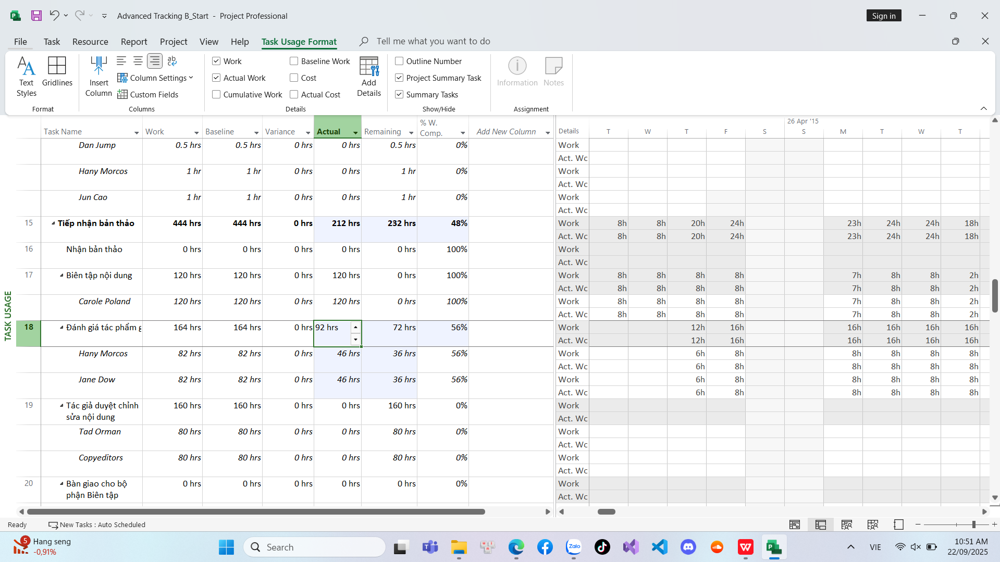 Advanced Tracking B_Start - Project Professional
Sign in
File Task Resource Report Project View Help Task Usage Format Tell me what you want to do
Text Styles
Gridlines
Format
Insert Column
Column Settings
Custom Fields
Columns
Work
Actual Work
Cumulative Work
Baseline Work
Cost
Actual Cost
Add Details
Details
Outline Number
Project Summary Task
Summary Tasks
Show/Hide
Information
Notes
Assignment
Task Name Work Baseline Variance Actual Remaining % W. Comp. Add New Column
Details 26 Apr '15
T W T F S S M T W T
TASK USAGE
Dan Jump 0.5 hrs 0.5 hrs 0 hrs 0 hrs 0.5 hrs 0% Work
Act. Wc
Hany Morcos 1 hr 1 hr 0 hrs 0 hrs 1 hr 0% Work
Act. Wc
Jun Cao 1 hr 1 hr 0 hrs 0 hrs 1 hr 0% Work
Act. Wc
15 Tiếp nhận bản thảo 444 hrs 444 hrs 0 hrs 212 hrs 232 hrs 48% Work 8h 8h 20h 24h 23h 24h 24h 18h
Act. Wc 8h 8h 20h 24h 23h 24h 24h 18h
16 Nhận bản thảo 0 hrs 0 hrs 0 hrs 0 hrs 0 hrs 100% Work
Act. Wc
17 Biên tập nội dung 120 hrs 120 hrs 0 hrs 120 hrs 0 hrs 100% Work 8h 8h 8h 8h 7h 8h 8h 2h
Act. Wc 8h 8h 8h 8h 7h 8h 8h 2h
Carole Poland 120 hrs 120 hrs 0 hrs 120 hrs 0 hrs 100% Work 8h 8h 8h 8h 7h 8h 8h 2h
Act. Wc 8h 8h 8h 8h 7h 8h 8h 2h
18 Đánh giá tác phẩm g 164 hrs 164 hrs 0 hrs 92 hrs 72 hrs 56% Work 12h 16h 16h 16h 16h 16h
Act. Wc 12h 16h 16h 16h 16h 16h
Hany Morcos 82 hrs 82 hrs 0 hrs 46 hrs 36 hrs 56% Work 6h 8h 8h 8h 8h 8h
Act. Wc 6h 8h 8h 8h 8h 8h
Jane Dow 82 hrs 82 hrs 0 hrs 46 hrs 36 hrs 56% Work 6h 8h 8h 8h 8h 8h
Act. Wc 6h 8h 8h 8h 8h 8h
19 Tác giả duyệt chỉnh 160 hrs 160 hrs 0 hrs 0 hrs 160 hrs 0% Work
sửa nội dung Act. Wc
Tad Orman 80 hrs 80 hrs 0 hrs 0 hrs 80 hrs 0% Work
Act. Wc
Copyeditors 80 hrs 80 hrs 0 hrs 0 hrs 80 hrs 0% Work
Act. Wc
20 Bàn giao cho bộ 0 hrs 0 hrs 0 hrs 0 hrs 0 hrs 0% Work
phận Biên tập Act. Wc
Ready New Tasks : Auto Scheduled
5 Hang seng
-0,91%
Search
Zalo
VIE
10:51 AM
22/09/2025